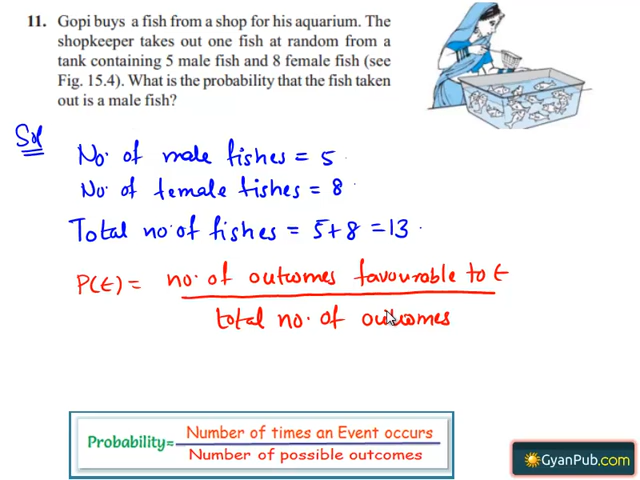 11. Gopi buys a fish from a shop for his aquarium. The
shopkeeper takes out one fish at random from a
tank containing 5 male fish and 8 female fish (see
Fig. 15.4). What is the probability that the fish taken
out is a male fish?
Sol
No. of male fishes = 5
No. of female fishes = 8
Total no. of fishes = 5+8 = 13
P(E) = no. of outcomes favourable to E
total no. of outcomes
Probability= Number of times an Event occurs
Number of possible outcomes
GyanPub.com